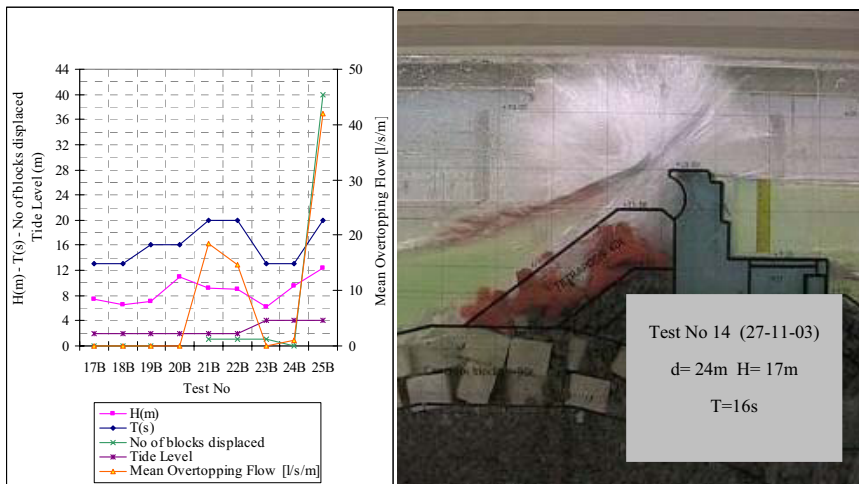 H(m) - T(s) - No of blocks displaced
Tide Level (m)
44
40
36
32
28
24
20
16
12
8
4
0
50
40
30
20
10
0
Mean Overtopping Flow [l/s/m]
17B 18B 19B 20B 21B 22B 23B 24B 25B
Test No
H(m)
T(s)
No of blocks displaced
Tide Level
Mean Overtopping Flow [l/s/m]
TETRAPODS
Test No 14 (27-11-03)
d= 24m H= 17m
T=16s